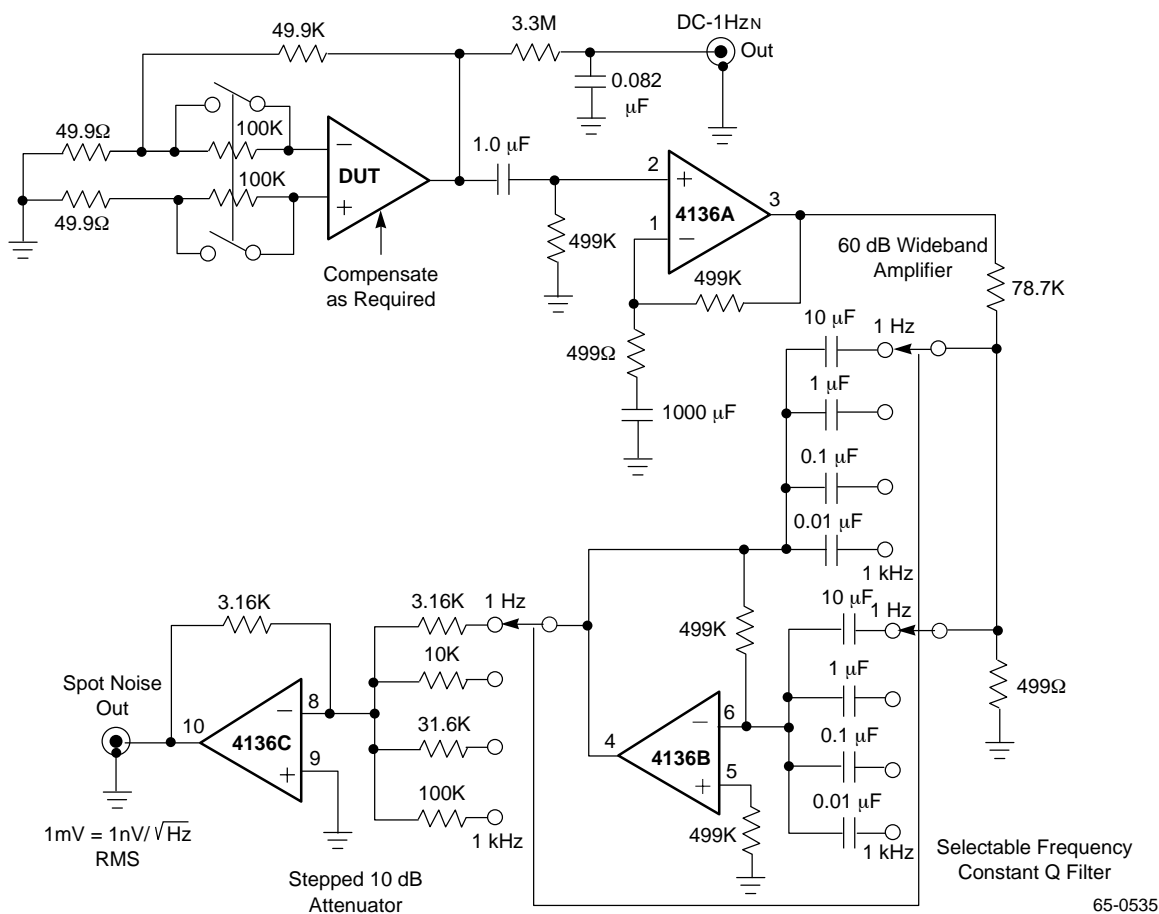 49.9K
3.3M
DC-1HZN
Out
0.082
µF
49.9Ω
100K
−
DUT
+
100K
49.9Ω
Compensate
as Required
1.0 µF
499K
2
+
4136A
3
1
−
499K
499Ω
1000 µF
60 dB Wideband
Amplifier
78.7K
10 µF
1 Hz
1 µF
0.1 µF
0.01 µF
1 kHz
10 µF
1 Hz
1 µF
0.1 µF
0.01 µF
1 kHz
499Ω
499K
6
−
4136B
4
+
5
499K
3.16K
1 Hz
10K
31.6K
100K
1 kHz
3.16K
8
−
4136C
10
+
9
Spot Noise
Out
1mV = 1nV/√Hz
RMS
Stepped 10 dB
Attenuator
Selectable Frequency
Constant Q Filter
65-0535